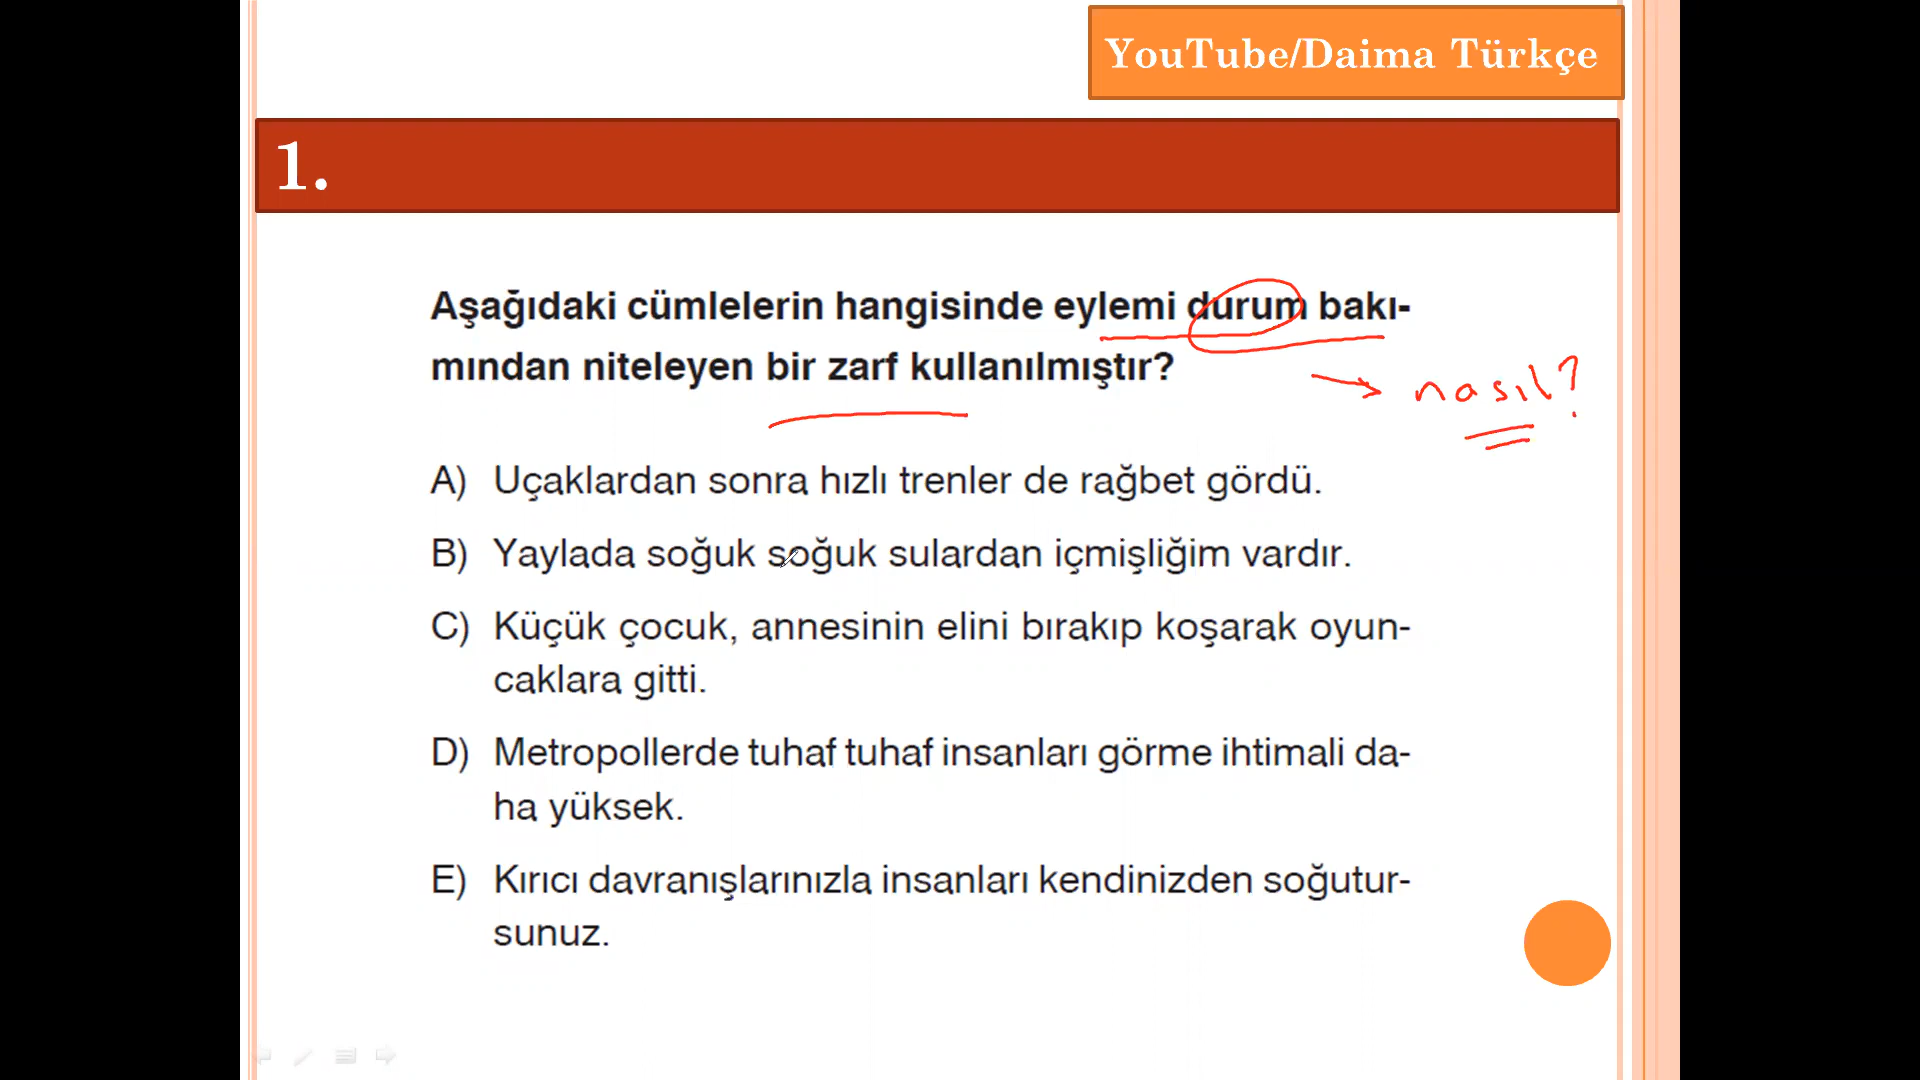 YouTube/Daima Türkçe
1.
Aşağıdaki cümlelerin hangisinde eylemi durum bakı-
mından niteleyen bir zarf kullanılmıştır?
nasıl?
A) Uçaklardan sonra hızlı trenler de rağbet gördü.
B) Yaylada soğuk soğuk sulardan içmişliğim vardır.
C) Küçük çocuk, annesinin elini bırakıp koşarak oyun-
caklara gitti.
D) Metropollerde tuhaf tuhaf insanları görme ihtimali da-
ha yüksek.
E) Kırıcı davranışlarınızla insanları kendinizden soğutur-
sunuz.